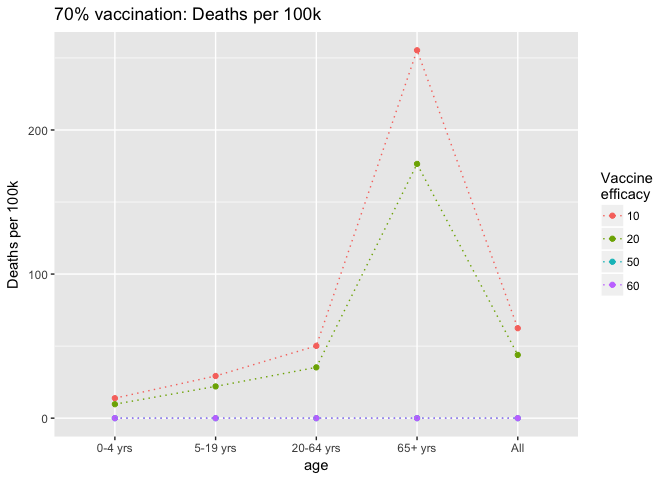 70% vaccination: Deaths per 100k
Deaths per 100k
200
100
0
0-4 yrs
5-19 yrs
20-64 yrs
65+ yrs
All
age
Vaccine
efficacy
10
20
50
60